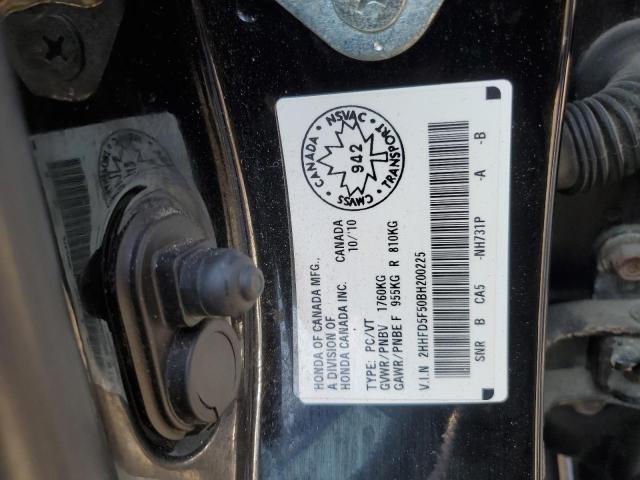 HONDA OF CANADA MFG.,
A DIVISION OF
HONDA CANADA INC.
CANADA
10/'10
TYPE: PC/VT
GVWR/PNBV 1760KG
GAWR/PNBE F 955KG R 810KG
V.I.N 2HHFD5F50BH200225
SNR B CA5 -NH731P -A -B
CANADA • NSVAC • TRANSPORT • CMVSS •
942